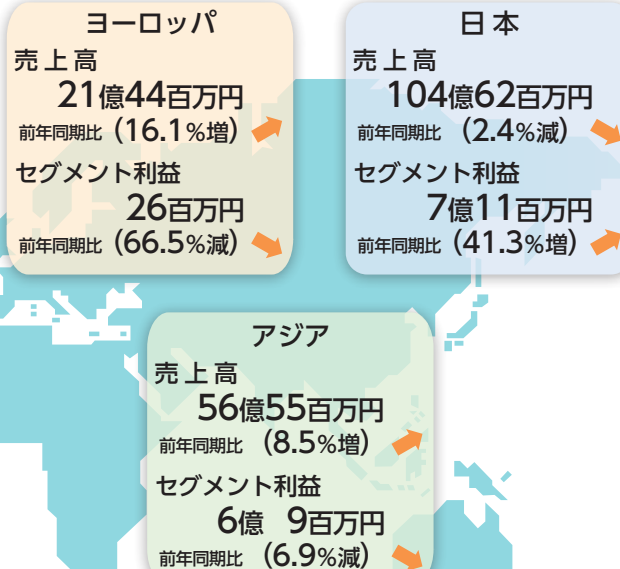 ヨーロッパ
売上高
21億44百万円
前年同期比（16.1%増）
セグメント利益
26百万円
前年同期比（66.5%減）
日本
売上高
104億62百万円
前年同期比（2.4%減）
セグメント利益
7億11百万円
前年同期比（41.3%増）
アジア
売上高
56億55百万円
前年同期比（8.5%増）
セグメント利益
6億 9百万円
前年同期比（6.9%減）